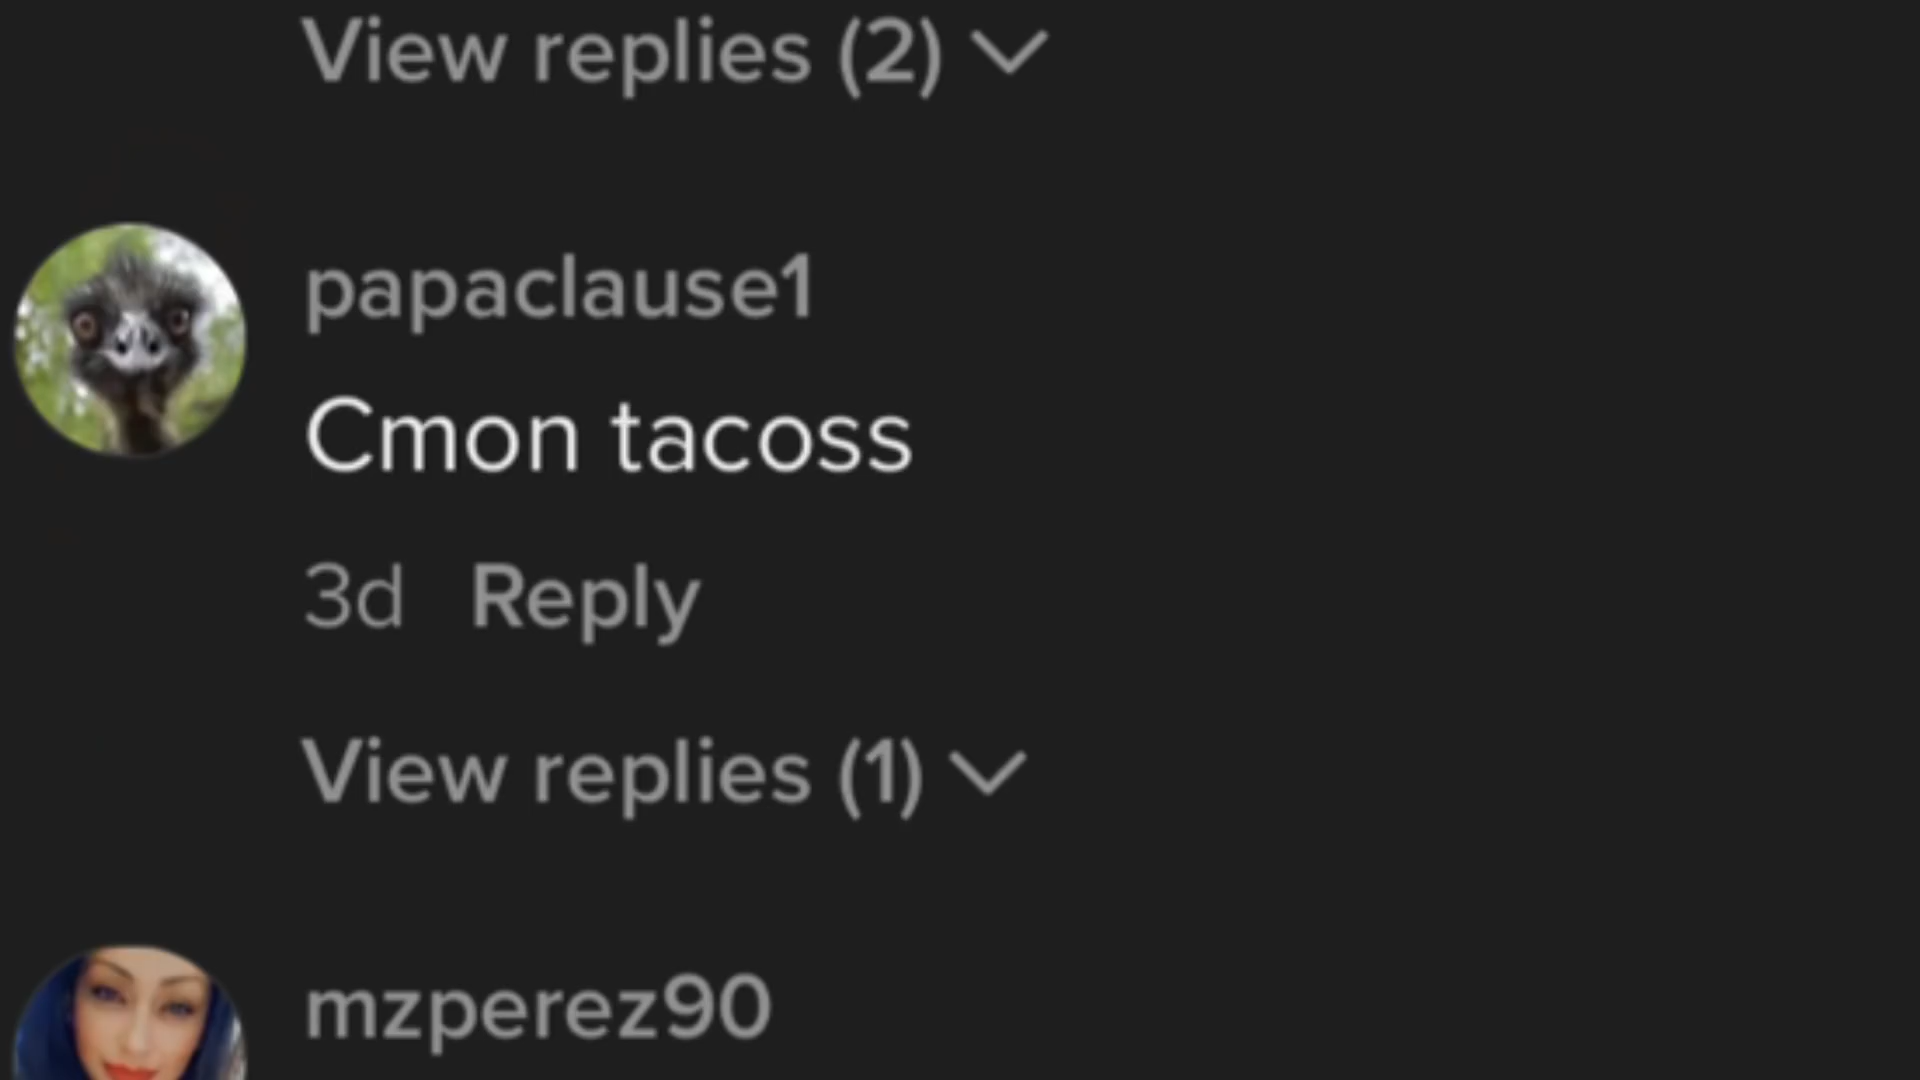 View replies (2)
papaclause1
Cmon tacoss
3d Reply
View replies (1)
mzperez90